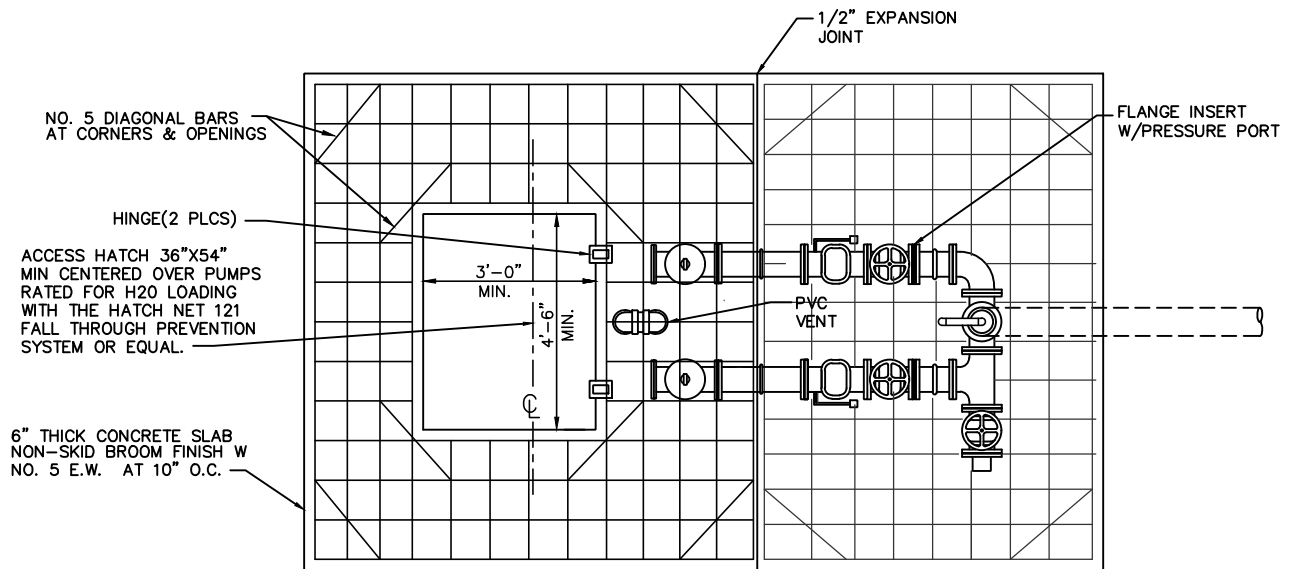 1/2” EXPANSION
JOINT
NO. 5 DIAGONAL BARS
AT CORNERS & OPENINGS
FLANGE INSERT
W/PRESSURE PORT
HINGE(2 PLCS)
ACCESS HATCH 36”X54”
MIN CENTERED OVER PUMPS
RATED FOR H20 LOADING
WITH THE HATCH NET 121
FALL THROUGH PREVENTION
SYSTEM OR EQUAL.
3’-0”
MIN.
4’-6”
MIN.
PVC
VENT
℄
6” THICK CONCRETE SLAB
NON-SKID BROOM FINISH W
NO. 5 E.W. AT 10” O.C.